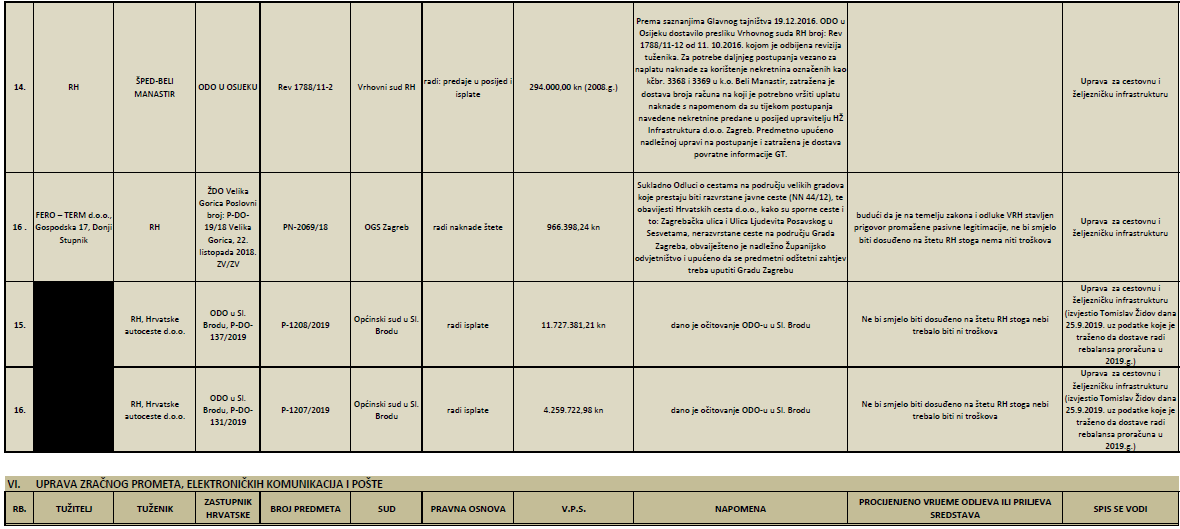 14.
RH
ŠPED-BELI
MANASTIR
ODO U OSIJEKU
Rev 1788/11-2
Vrhovni sud RH
radi: predaje u posjed i
isplate
294.000,00 kn (2008.g.)
Prema saznanjima Glavnog tajništva 19.12.2016. ODO u
Osijeku dostavilo presliku Vrhovnog suda RH broj: Rev
1788/11-12 od 11. 10.2016. kojom je odbijena revizija
tuženika. Za potrebe daljnjeg postupanja vezano za
naplatu naknade za korištenje nekretnina označenih kao
kčbr. 3368 i 3369 u k.o. Beli Manastir, zatražena je
dostava broja računa na koji je potrebno vršiti uplatu
naknade s napomenom da su tijekom postupanja
navedene nekretnine predane u posjed upravitelju HŽ
Infrastruktura d.o.o. Zagreb. Predmetno upućeno
nadležnoj upravi na postupanje i zatražena je dostava
povratne informacije GT.
Uprava za cestovnu i
željezničku infrastrukturu
16 .
FERO – TERM d.o.o.,
Gospodska 17, Donji
Stupnik
RH
ŽDO Velika
Gorica Poslovni
broj: P-DO-
19/18 Velika
Gorica, 22.
listopada 2018.
ZV/ZV
PN-2069/18
OGS Zagreb
radi naknade štete
966.398,24 kn
Sukladno Odluci o cestama na području velikih gradova
koje prestaju biti razvrstane javne ceste (NN 44/12), te
obavijesti Hrvatskih cesta d.o.o., kako su sporne ceste i
to: Zagrebačka ulica i Ulica Ljudevita Posavskog u
Sesvetama, nerazvrstane ceste na području Grada
Zagreba, obvaiješteno je nadležno Županijsko
odvjetništvo i upućeno da se predmetni odštetni zahtjev
treba uputiti Gradu Zagrebu
budući da je na temelju zakona i odluke VRH stavljen
prigovor promašene pasivne legitimacije, ne bi smjelo
biti dosuđeno na štetu RH stoga nema niti troškova
Uprava za cestovnu i
željezničku infrastrukturu
15.
RH, Hrvatske
autoceste d.o.o.
ODO u Sl.
Brodu, P-DO-
137/2019
P-1208/2019
Općinski sud u Sl.
Brodu
radi isplate
11.727.381,21 kn
dano je očitovanje ODO-u u Sl. Brodu
Ne bi smjelo biti dosuđeno na štetu RH stoga nebi
trebalo biti ni troškova
Uprava za cestovnu i
željezničku infrastrukturu
(izvjestio Tomislav Židov dana
25.9.2019. uz podatke koje je
traženo da dostave radi
rebalansa proračuna u
2019.g.)
16.
RH, Hrvatske
autoceste d.o.o.
ODO u Sl.
Brodu, P-DO-
131/2019
P-1207/2019
Općinski sud u Sl.
Brodu
radi isplate
4.259.722,98 kn
dano je očitovanje ODO-u u Sl. Brodu
Ne bi smjelo biti dosuđeno na štetu RH stoga nebi
trebalo biti ni troškova
Uprava za cestovnu i
željezničku infrastrukturu
(izvjestio Tomislav Židov dana
25.9.2019. uz podatke koje je
traženo da dostave radi
rebalansa proračuna u
2019.g.)
VI. UPRAVA ZRAČNOG PROMETA, ELEKTRONIČKIH KOMUNIKACIJA I POŠTE
RB.
TUŽITELJ
TUŽENIK
ZASTUPNIK
HRVATSKE
BROJ PREDMETA
SUD
PRAVNA OSNOVA
V.P.S.
NAPOMENA
PROCIJENJENO VRIJEME ODLJEVA ILI PRILJEVA
SREDSTAVA
SPIS SE VODI